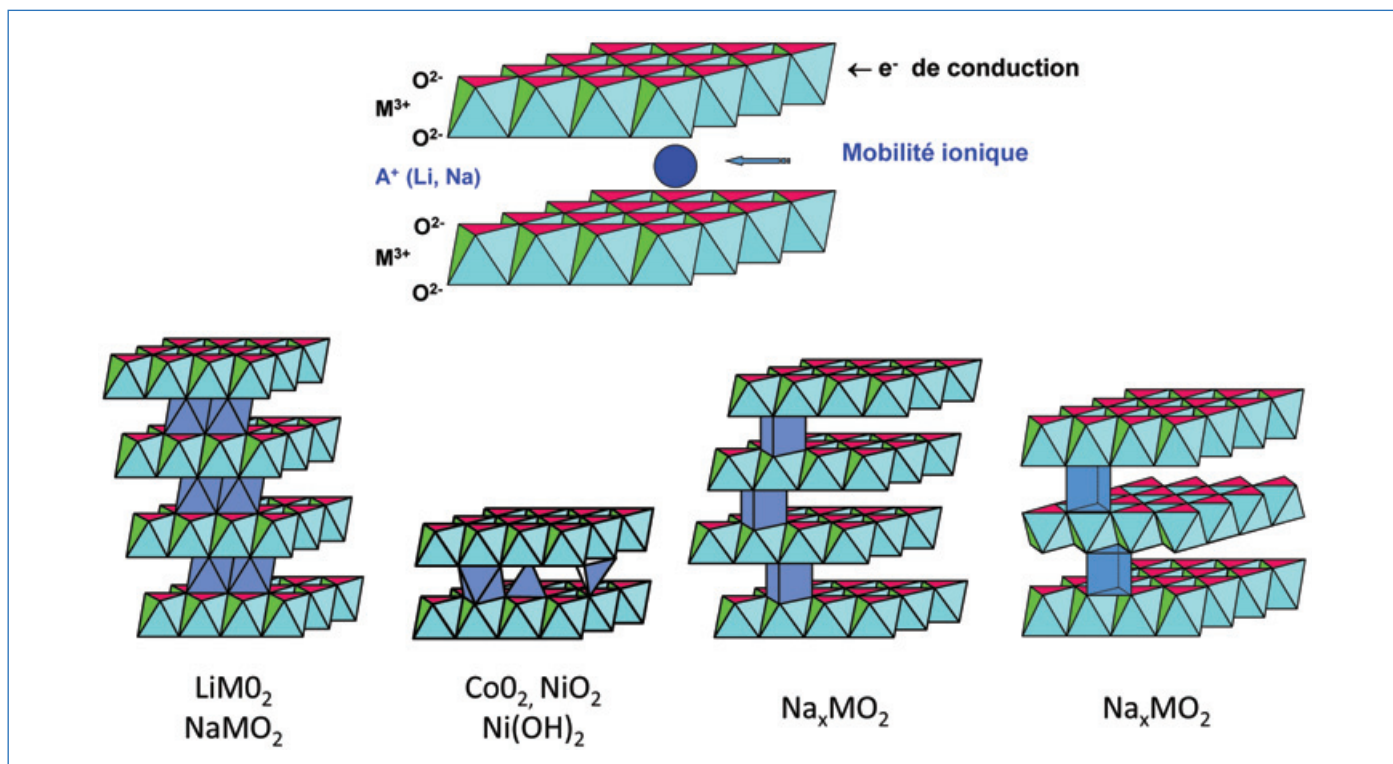 O²⁻
← e⁻ de conduction
M³⁺
O²⁻
A⁺ (Li, Na)
Mobilité ionique
O²⁻
M³⁺
O²⁻
LiM0₂
NaMO₂
Co0₂, NiO₂
Ni(OH)₂
NaₓMO₂
NaₓMO₂